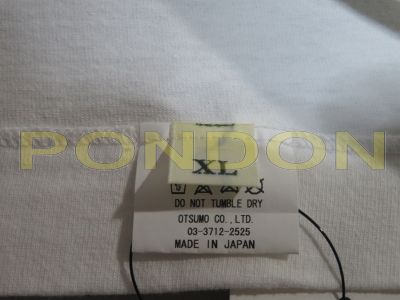 PONDON
XL
DO NOT TUMBLE DRY
OTSUMO CO.,LTD.
03-3712-2525
MADE IN JAPAN